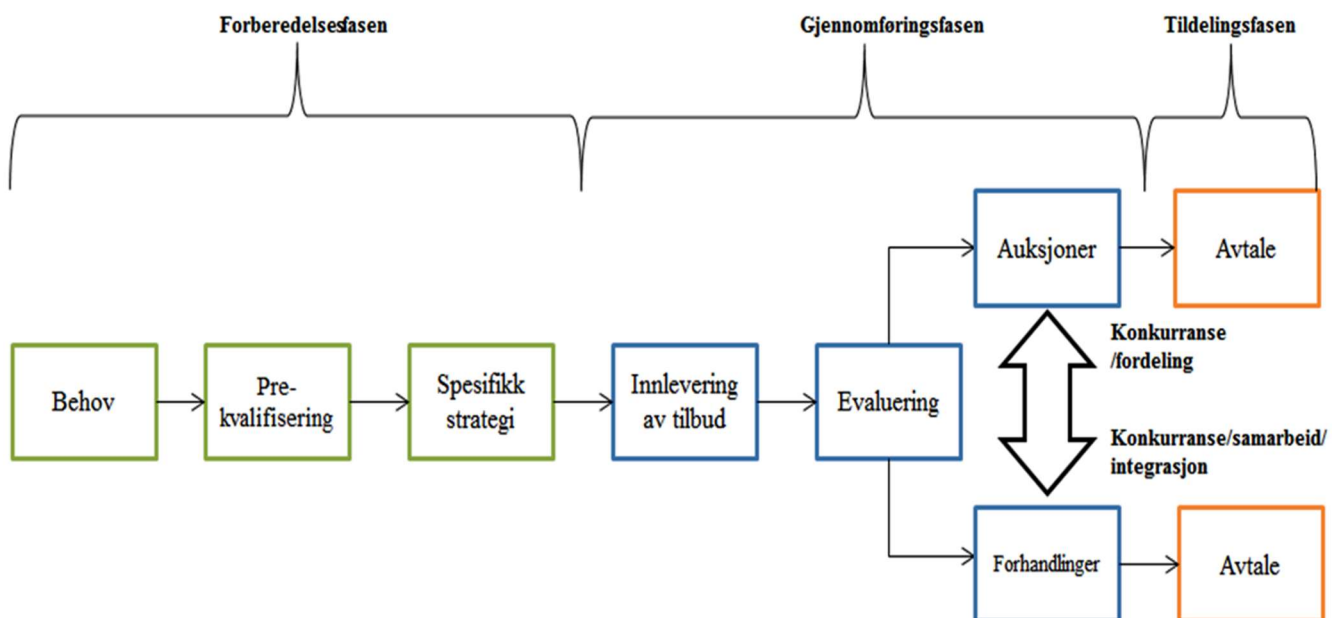 Forberedelsesfasen
Gjennomføringsfasen
Tildelingsfasen
Auksjoner
Avtale
Konkurranse
/fordeling
Behov
Pre-
kvalifisering
Spesifikk
strategi
Innlevering
av tilbud
Evaluering
Konkurranse/samarbeid/
integrasjon
Forhandlinger
Avtale